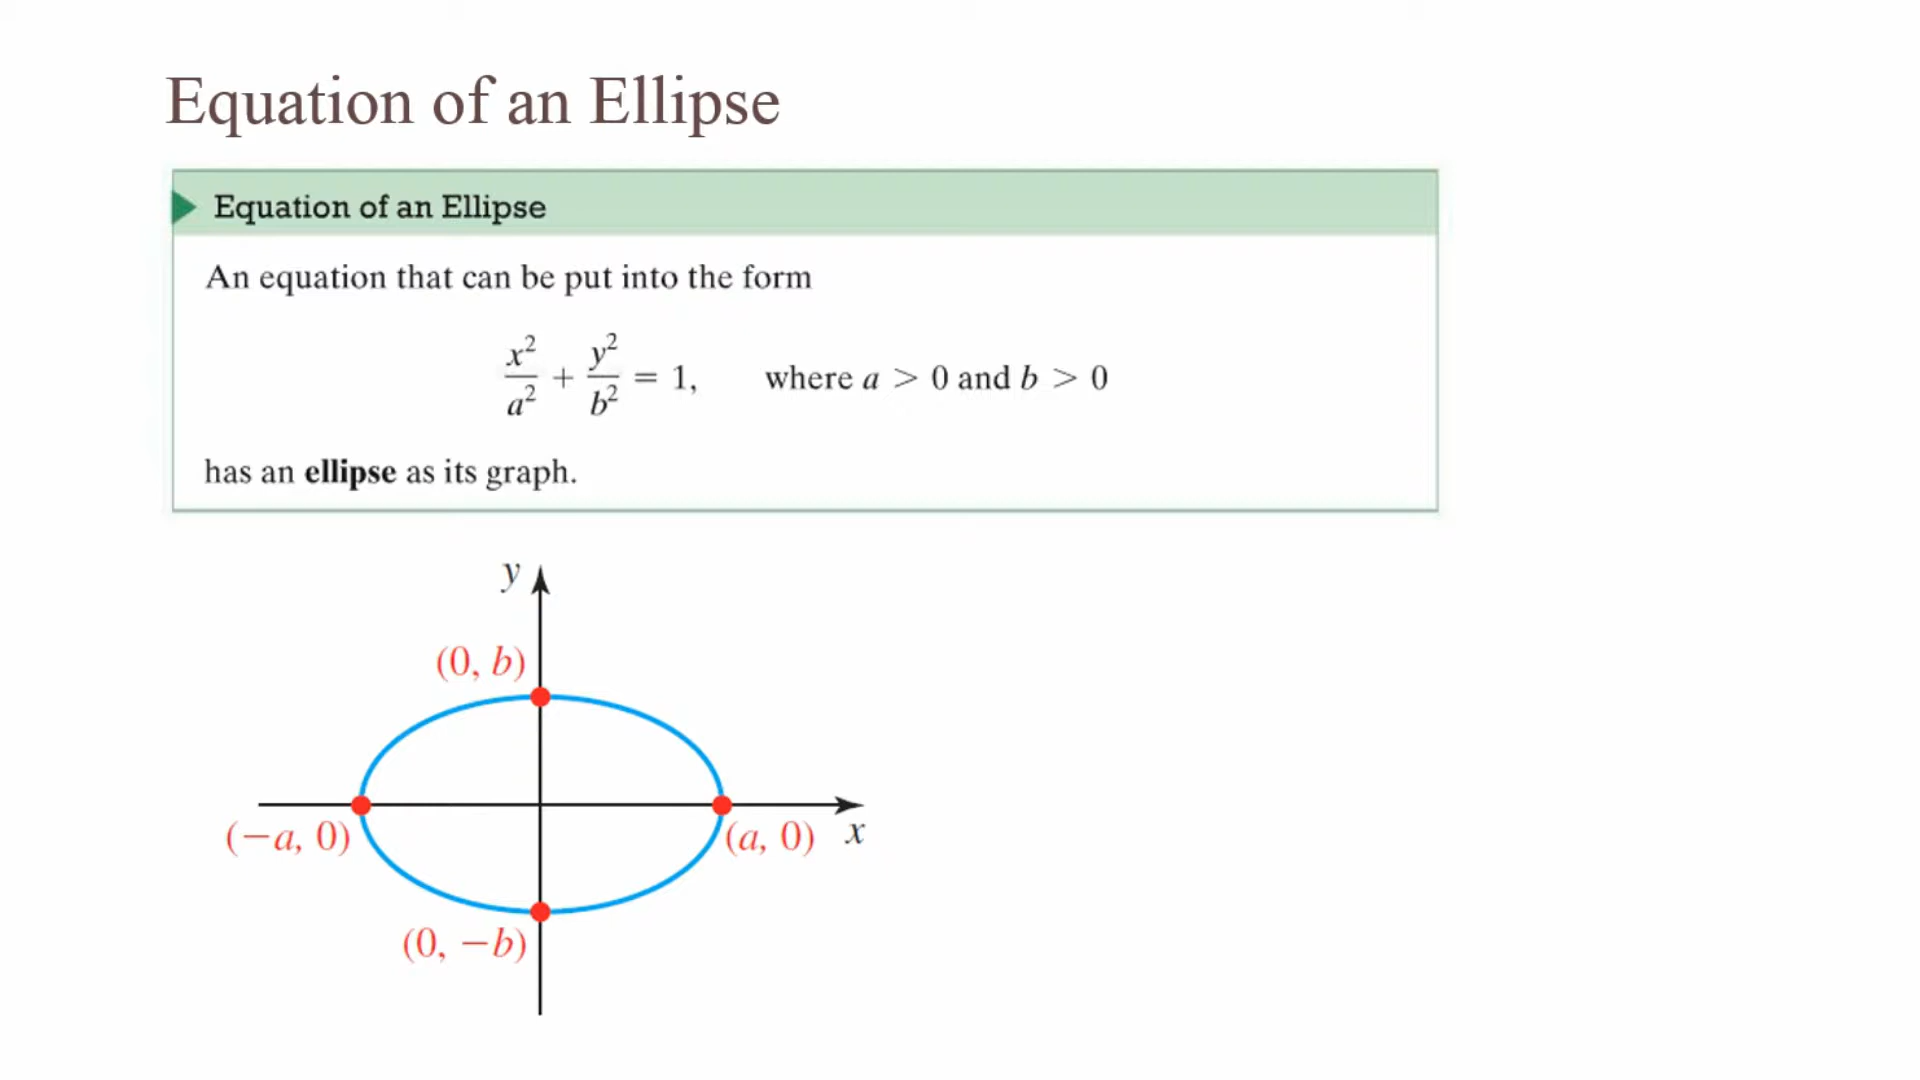 Equation of an Ellipse
Equation of an Ellipse
An equation that can be put into the form
x²/a² + y²/b² = 1, where a > 0 and b > 0
has an ellipse as its graph.
y
(0, b)
(−a, 0)
(a, 0)
x
(0, −b)